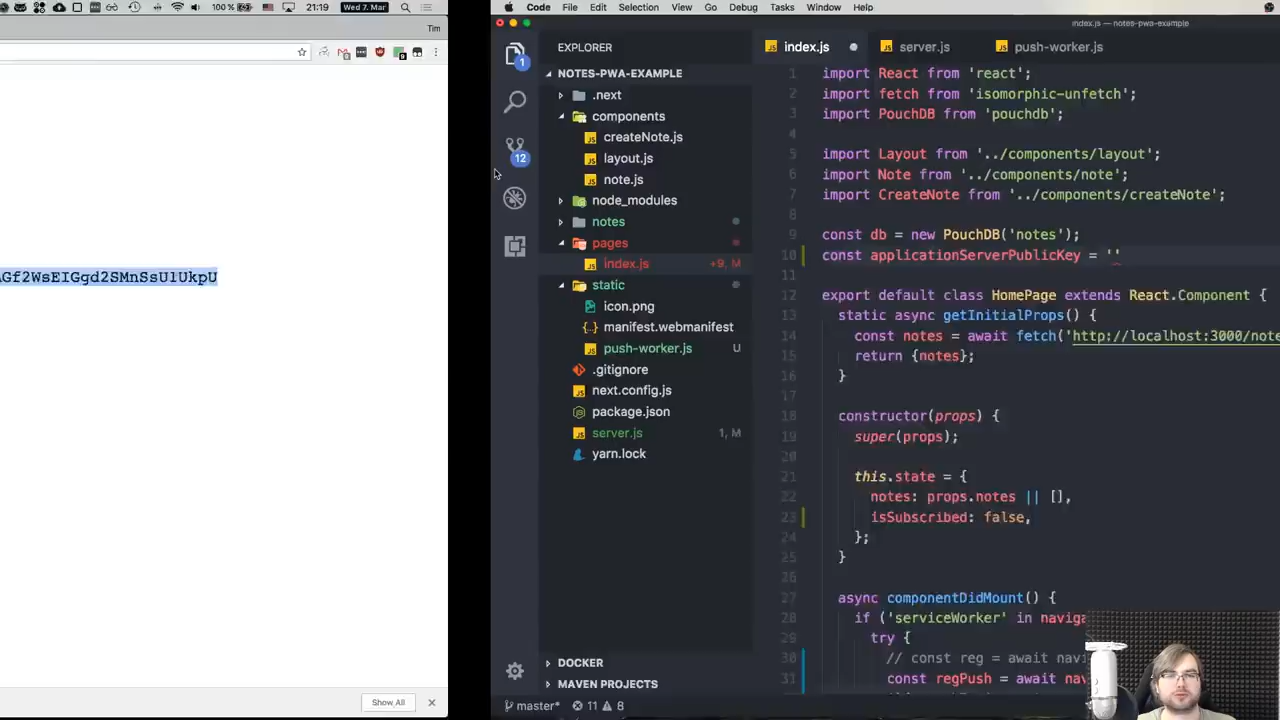 100 %
21:19
Wed 7. Mar
Tim
Gf2WsEIGgd2SMnSsU1UkpU
Show All
Code File Edit Selection View Go Debug Tasks Window Help
index.js — notes-pwa-example
EXPLORER
NOTES-PWA-EXAMPLE
.next
components
createNote.js
layout.js
note.js
node_modules
notes
pages
index.js +9, M
static
icon.png
manifest.webmanifest
push-worker.js U
.gitignore
next.config.js
package.json
server.js 1, M
yarn.lock
DOCKER
MAVEN PROJECTS
1
12
master* 11 8
index.js server.js push-worker.js
1 import React from 'react';
2 import fetch from 'isomorphic-unfetch';
3 import PouchDB from 'pouchdb';
4
5 import Layout from '../components/layout';
6 import Note from '../components/note';
7 import CreateNote from '../components/createNote';
8
9 const db = new PouchDB('notes');
10 const applicationServerPublicKey = ''
11
12 export default class HomePage extends React.Component {
13 static async getInitialProps() {
14 const notes = await fetch('http://localhost:3000/note
15 return {notes};
16 }
17
18 constructor(props) {
19 super(props);
20
21 this.state = {
22 notes: props.notes || [],
23 isSubscribed: false,
24 };
25 }
26
27 async componentDidMount() {
28 if ('serviceWorker' in naviga
29 try {
30 // const reg = await navi
31 const regPush = await nav